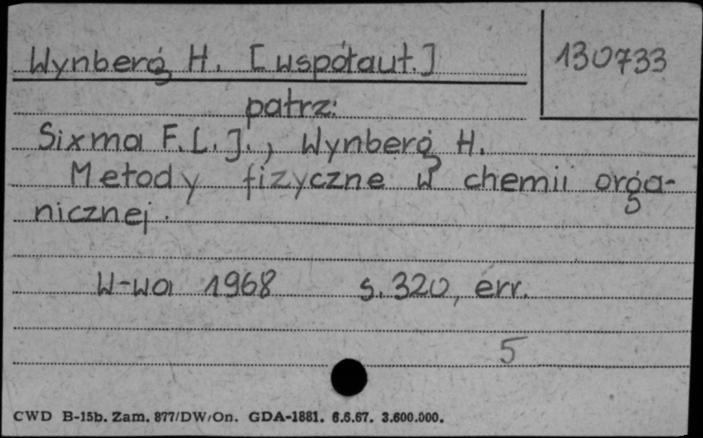 Wynberg H. [współaut.]
130733
patrz:
Sixma F.L.J., Wynberg H.
Metody fizyczne w chemii orga-
nicznej.
W-wa 1968 s. 320, err.
5
CWD B-15b. Zam. 877/DW/On. GDA-1881. 6.6.67. 3.600.000.